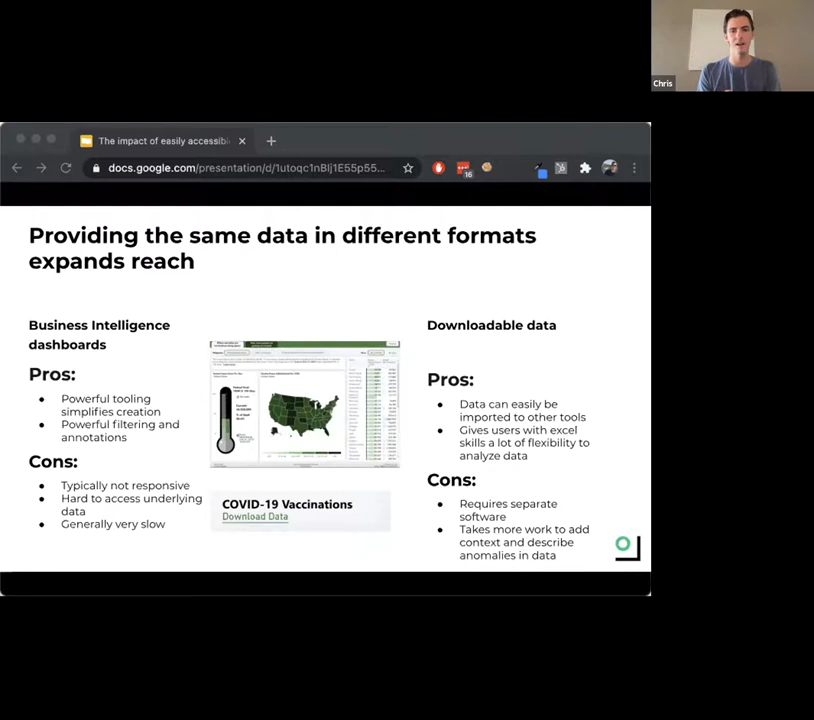 Chris
The impact of easily accessible
docs.google.com/presentation/d/1utoqc1nBIj1E55p55...
16
Providing the same data in different formats
expands reach
Business Intelligence
dashboards
Pros:
Powerful tooling
simplifies creation
Powerful filtering and
annotations
Cons:
Typically not responsive
Hard to access underlying
data
Generally very slow
COVID-19 Vaccinations
Download Data
Downloadable data
Pros:
Data can easily be
imported to other tools
Gives users with excel
skills a lot of flexibility to
analyze data
Cons:
Requires separate
software
Takes more work to add
context and describe
anomalies in data